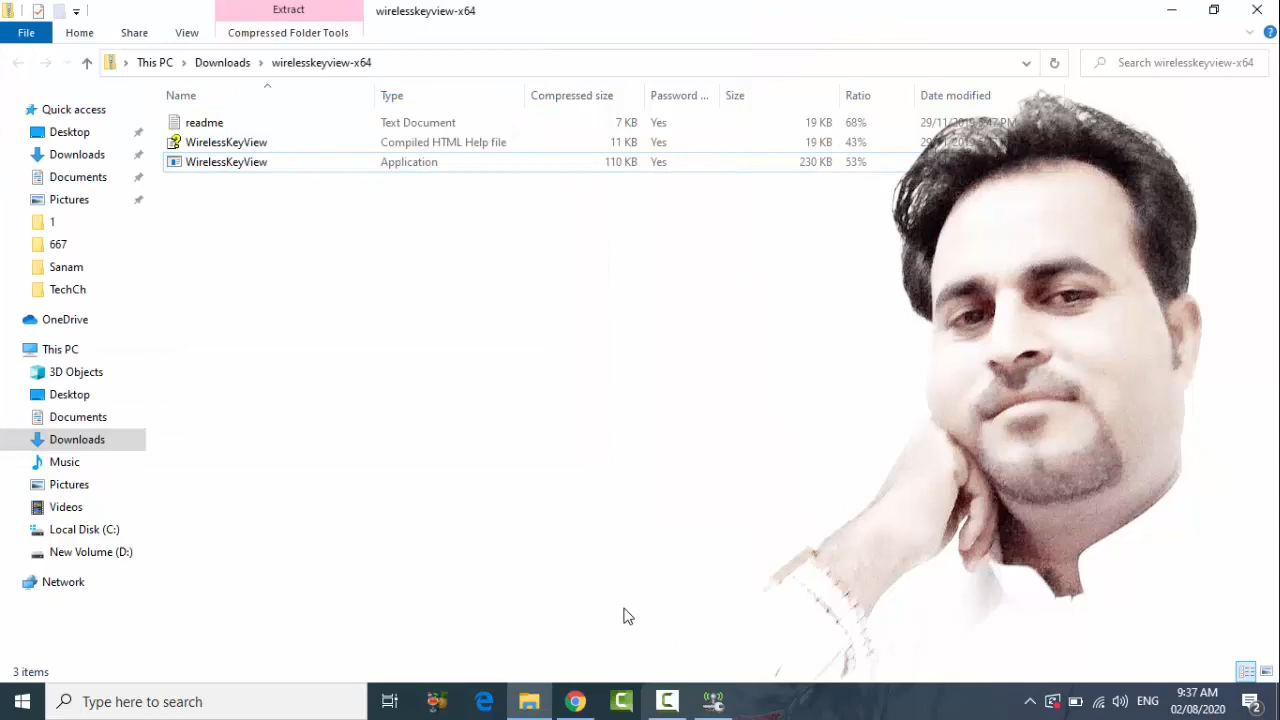 Extract
wirelesskeyview-x64
File
Home
Share
View
Compressed Folder Tools
This PC
Downloads
wirelesskeyview-x64
Search wirelesskeyview-x64
Name
Type
Compressed size
Password ...
Size
Ratio
Date modified
readme
Text Document
7 KB
Yes
19 KB
68%
WirelessKeyView
Compiled HTML Help file
11 KB
Yes
19 KB
43%
WirelessKeyView
Application
110 KB
Yes
230 KB
53%
Quick access
Desktop
Downloads
Documents
Pictures
1
667
Sanam
TechCh
OneDrive
This PC
3D Objects
Desktop
Documents
Downloads
Music
Pictures
Videos
Local Disk (C:)
New Volume (D:)
Network
3 items
Type here to search
ENG
9:37 AM
02/08/2020
2